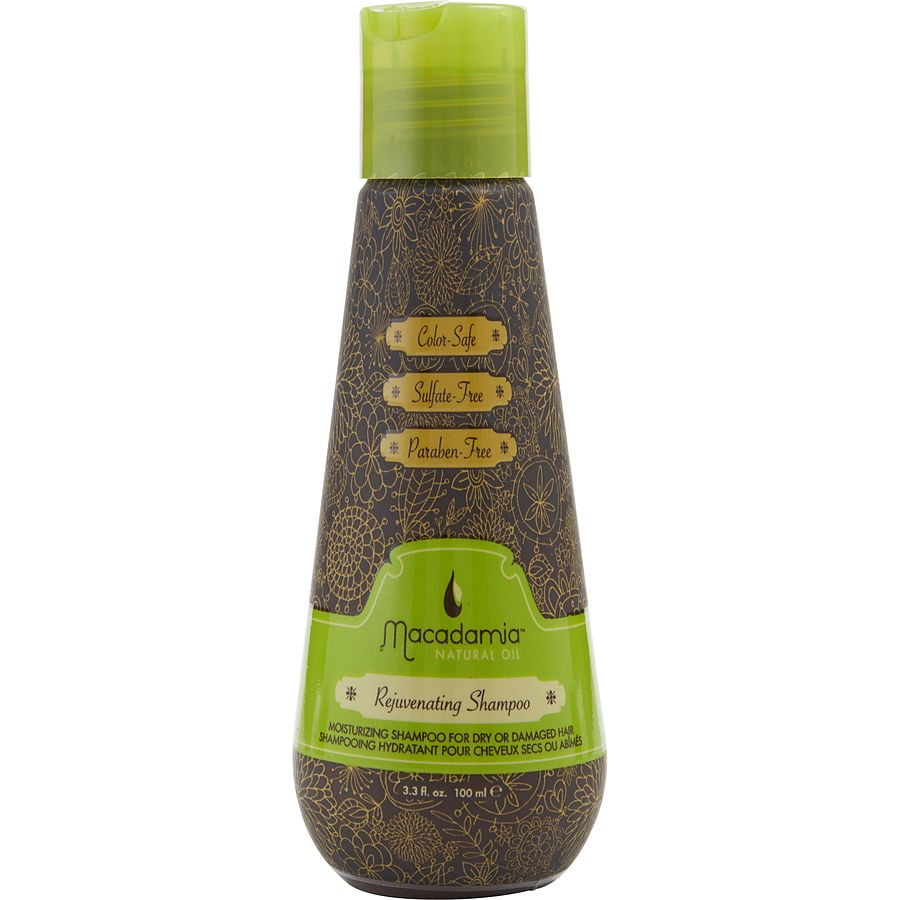 Color-Safe
Sulfate-Free
Paraben-Free
Macadamia™
NATURAL OIL
Rejuvenating Shampoo
MOISTURIZING SHAMPOO FOR DRY OR DAMAGED HAIR
SHAMPOOING HYDRATANT POUR CHEVEUX SECS OU ABÎMÉS
3.3 fl. oz. 100 ml ℮